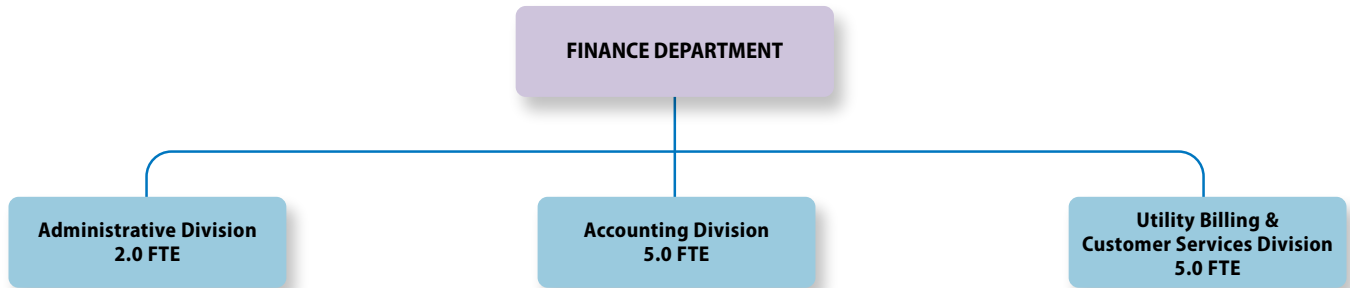 FINANCE DEPARTMENT
Administrative Division
2.0 FTE
Accounting Division
5.0 FTE
Utility Billing &
Customer Services Division
5.0 FTE